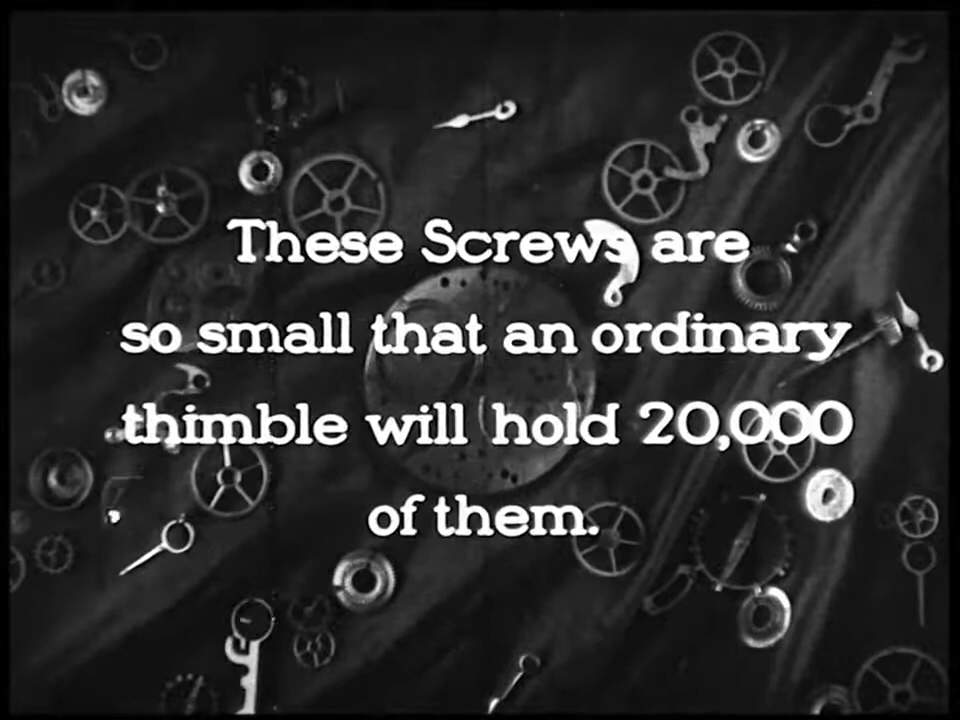 These Screws are
so small that an ordinary
thimble will hold 20,000
of them.